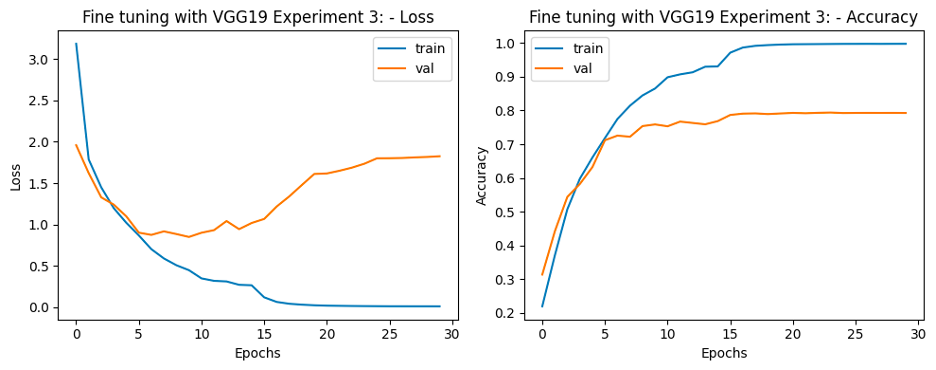 Fine tuning with VGG19 Experiment 3: - Loss
train
val
3.0
2.5
2.0
1.5
1.0
0.5
0.0
Loss
0 5 10 15 20 25 30
Epochs
Fine tuning with VGG19 Experiment 3: - Accuracy
train
val
1.0
0.9
0.8
0.7
0.6
0.5
0.4
0.3
0.2
Accuracy
0 5 10 15 20 25 30
Epochs